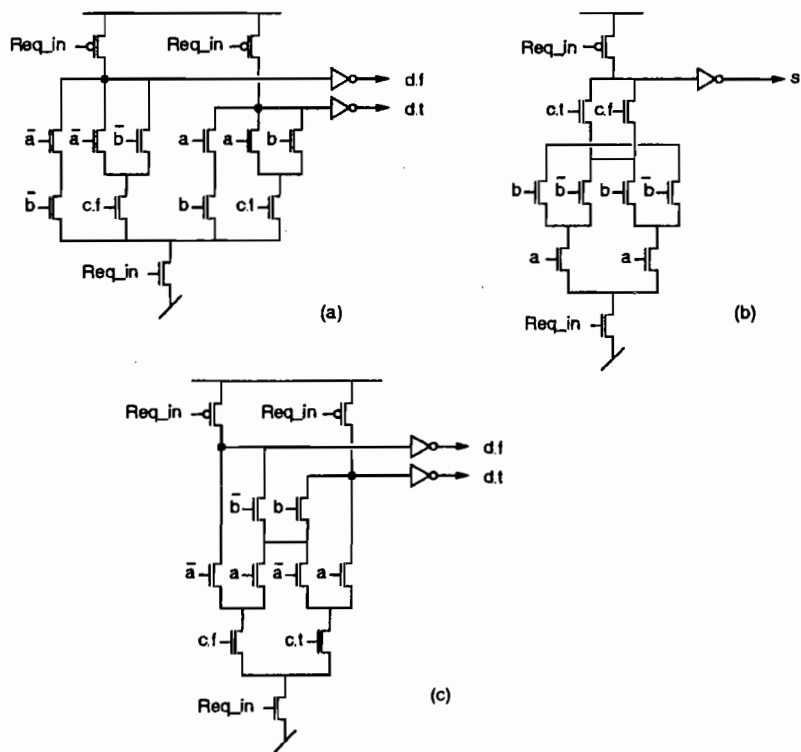 Req_in
Req_in
d.f
d.t
a̅
a̅
b̅
a
a
b
b̅
c.f
b
c.t
Req_in
(a)
Req_in
s
c.t
c.f
b
b̅
b
b̅
a
a
Req_in
(b)
Req_in
Req_in
d.f
d.t
b̅
b
a̅
a
a̅
a
c.f
c.t
Req_in
(c)